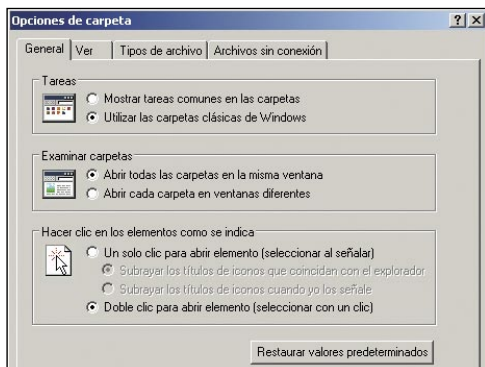 Opciones de carpeta
General Ver Tipos de archivo Archivos sin conexión
Tareas
Mostrar tareas comunes en las carpetas
Utilizar las carpetas clásicas de Windows
Examinar carpetas
Abrir todas las carpetas en la misma ventana
Abrir cada carpeta en ventanas diferentes
Hacer clic en los elementos como se indica
Un solo clic para abrir elemento (seleccionar al señalar)
Subrayar los títulos de iconos que coincidan con el explorador
Subrayar los títulos de iconos cuando yo los señale
Doble clic para abrir elemento (seleccionar con un clic)
Restaurar valores predeterminados